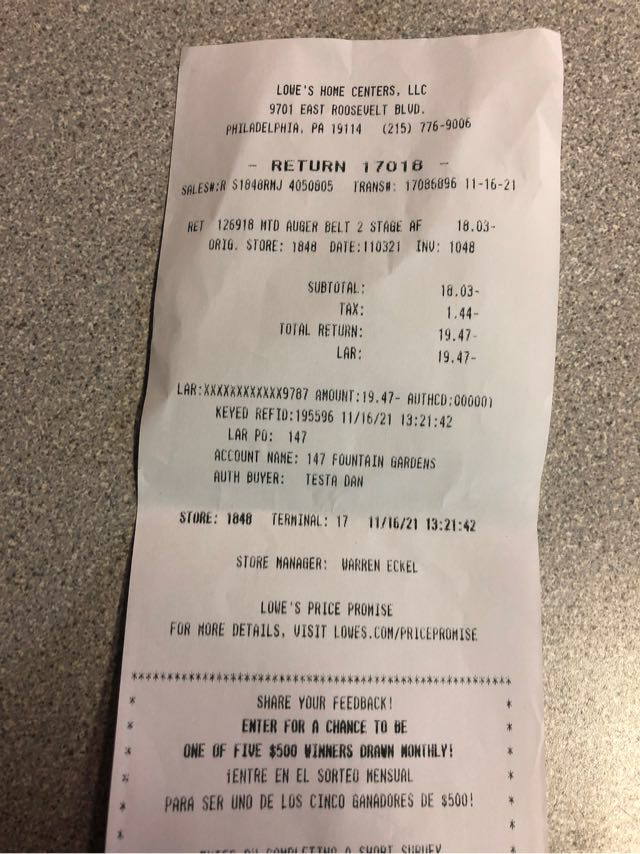 LOWE'S HOME CENTERS, LLC
9701 EAST ROOSEVELT BLVD.
PHILADELPHIA, PA 19114 (215) 776-9006
- RETURN 17018 -
SALES#:R S1848RMJ 4050805 TRANS#: 17086896 11-16-21
RET 126918 MTD AUGER BELT 2 STAGE AF 18.03-
ORIG. STORE: 1848 DATE:110321 INV: 1048
SUBTOTAL: 18.03-
TAX: 1.44-
TOTAL RETURN: 19.47-
LAR: 19.47-
LAR:XXXXXXXXXXXX9787 AMOUNT:19.47- AUTHCD:000001
KEYED REFID:195596 11/16/21 13:21:42
LAR PO: 147
ACCOUNT NAME: 147 FOUNTAIN GARDENS
AUTH BUYER: TESTA DAN
STORE: 1848 TERMINAL: 17 11/16/21 13:21:42
STORE MANAGER: WARREN ECKEL
LOWE'S PRICE PROMISE
FOR MORE DETAILS, VISIT LOWES.COM/PRICEPROMISE
****************************************************
* SHARE YOUR FEEDBACK! *
* ENTER FOR A CHANCE TO BE *
* ONE OF FIVE $500 WINNERS DRAWN MONTHLY! *
* ¡ENTRE EN EL SORTEO MENSUAL *
* PARA SER UNO DE LOS CINCO GANADORES DE $500! *
* *
COMPLETING A SHORT SURVEY